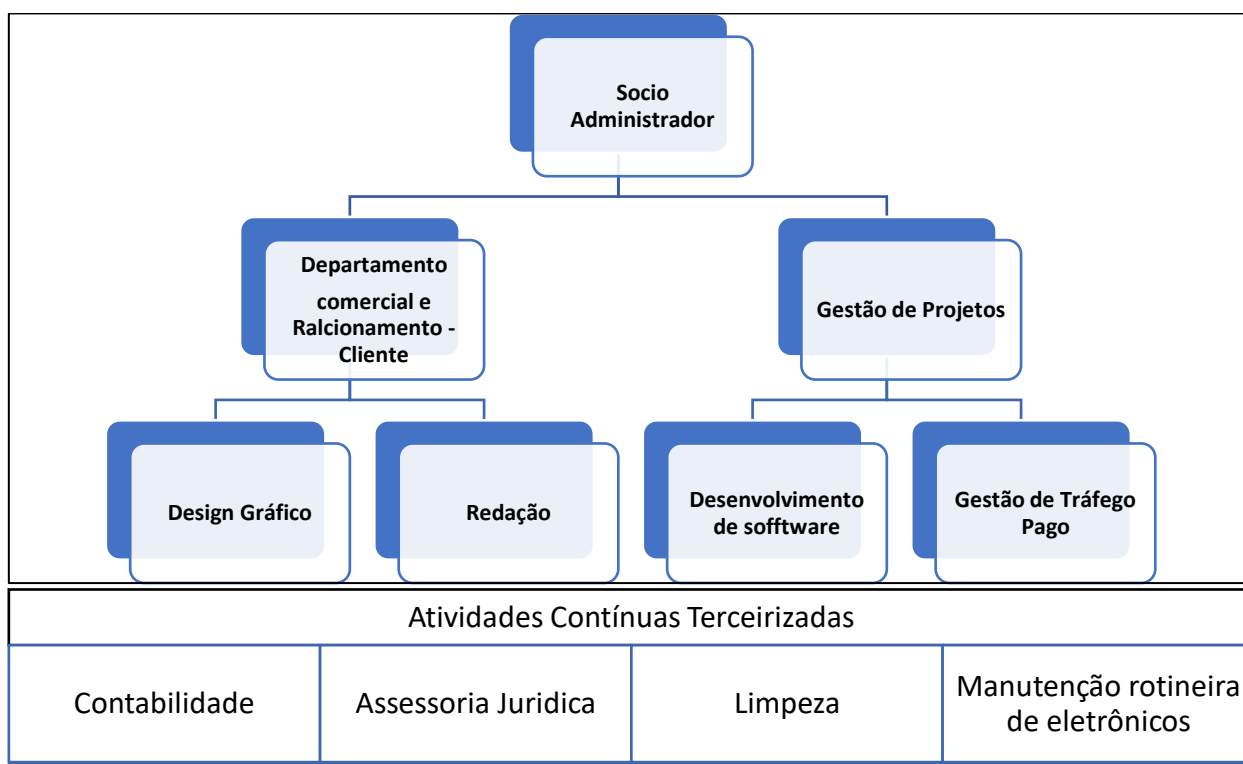 Socio
Administrador
Departamento
comercial e
Ralcionamento -
Cliente
Gestão de Projetos
Design Gráfico
Redação
Desenvolvimento
de sofftware
Gestão de Tráfego
Pago
Atividades Contínuas Terceirizadas
Contabilidade
Assessoria Juridica
Limpeza
Manutenção rotineira
de eletrônicos